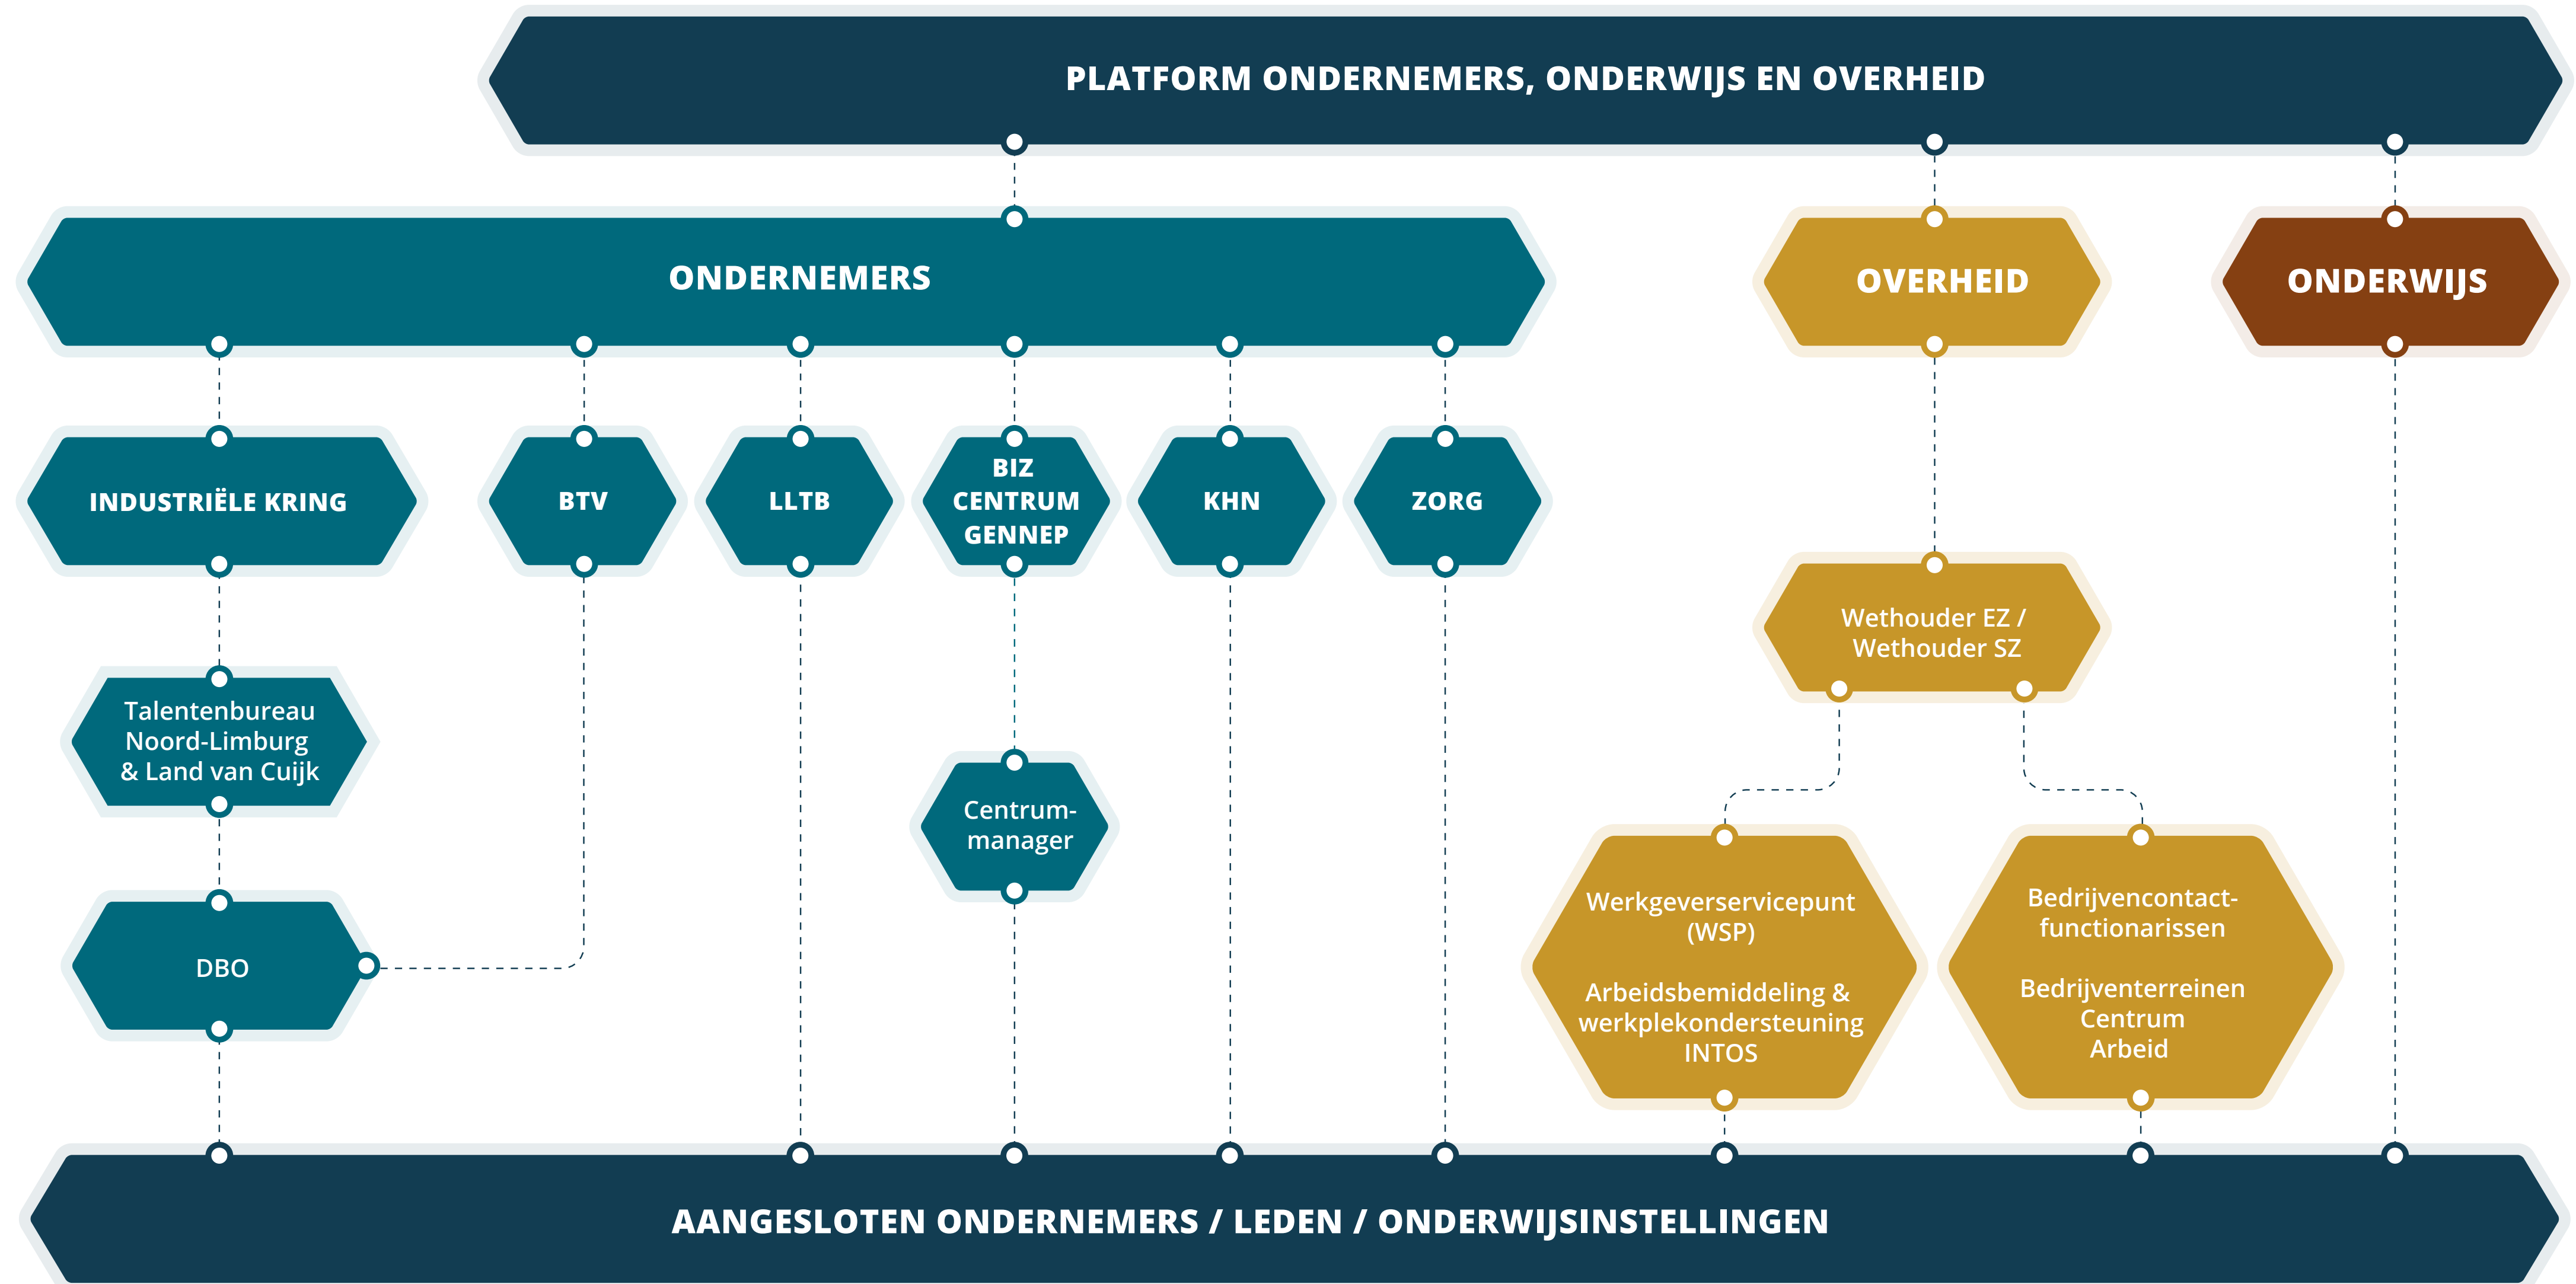 PLATFORM ONDERNEMERS, ONDERWIJS EN OVERHEID
ONDERNEMERS
OVERHEID
ONDERWIJS
INDUSTRIËLE KRING
BTV
LLTB
BIZ
CENTRUM
GENNEP
KHN
ZORG
Wethouder EZ /
Wethouder SZ
Talentenbureau
Noord-Limburg
& Land van Cuijk
Centrum-
manager
DBO
Werkgeverservicepunt
(WSP)
Arbeidsbemiddeling &
werkplekondersteuning
INTOS
Bedrijvencontact-
functionarissen
Bedrijventerreinen
Centrum
Arbeid
AANGESLOTEN ONDERNEMERS / LEDEN / ONDERWIJSINSTELLINGEN